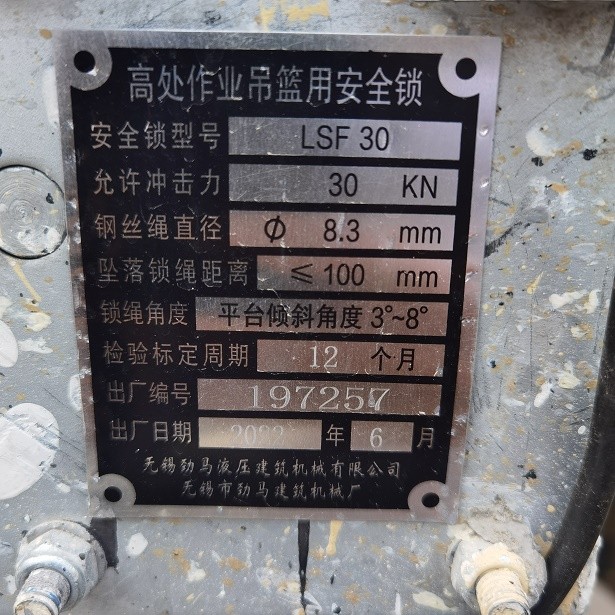 高处作业吊篮用安全锁
安全锁型号 LSF 30
允许冲击力 30 KN
钢丝绳直径 Φ 8.3 mm
坠落锁绳距离 ≤100 mm
锁绳角度 平台倾斜角度 3°~8°
检验标定周期 12 个月
出厂编号 197257
出厂日期 2022 年 6 月
无锡劲马液压建筑机械有限公司
无锡市劲马建筑机械厂